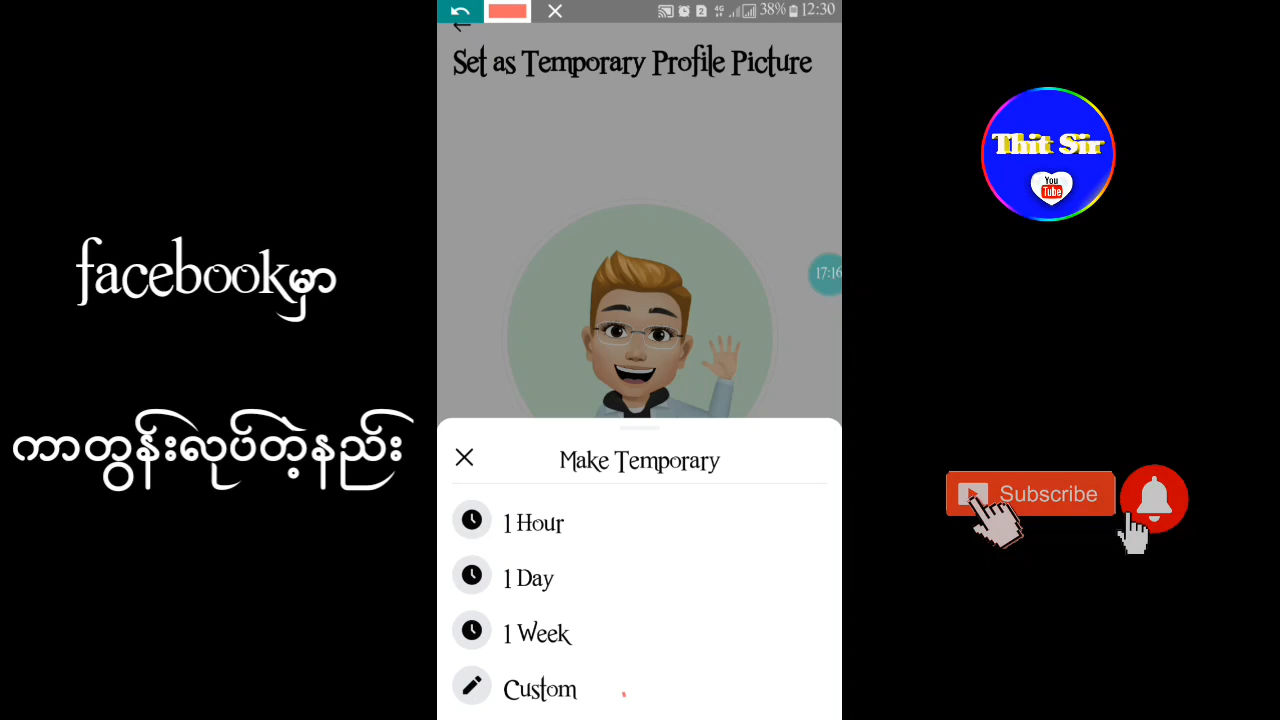 38% 12:30
Set as Temporary Profile Picture
17:16
Make Temporary
1 Hour
1 Day
1 Week
Custom
facebookမှာ
ကာတွန်းလုပ်တဲ့နည်း
Thit Sir
You
Tube
Subscribe